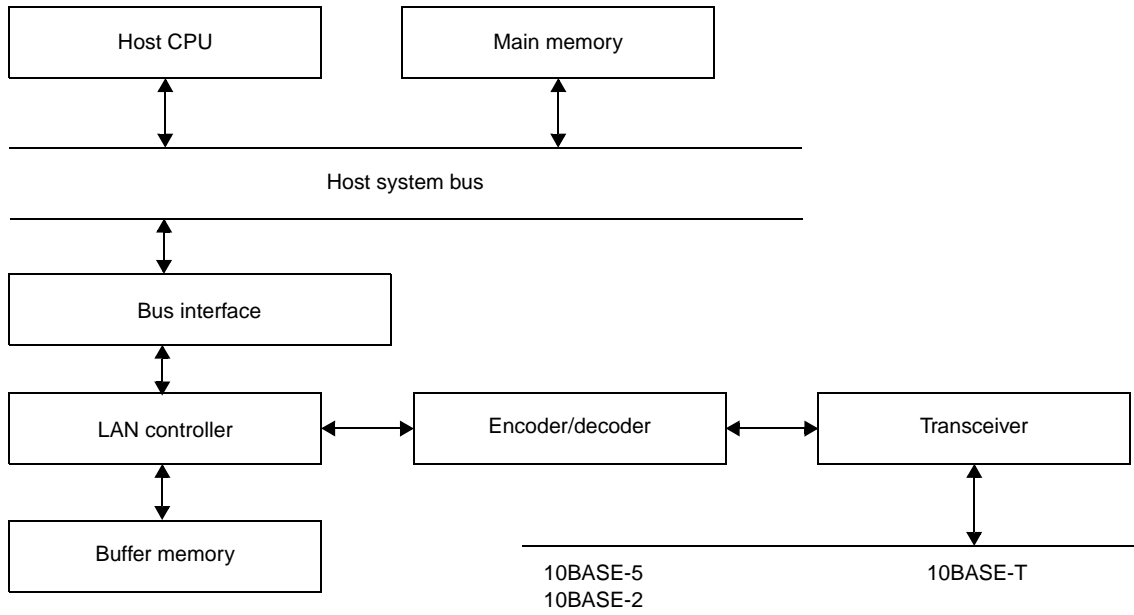 Host CPU
Main memory
Host system bus
Bus interface
LAN controller
Encoder/decoder
Transceiver
Buffer memory
10BASE-5
10BASE-2
10BASE-T